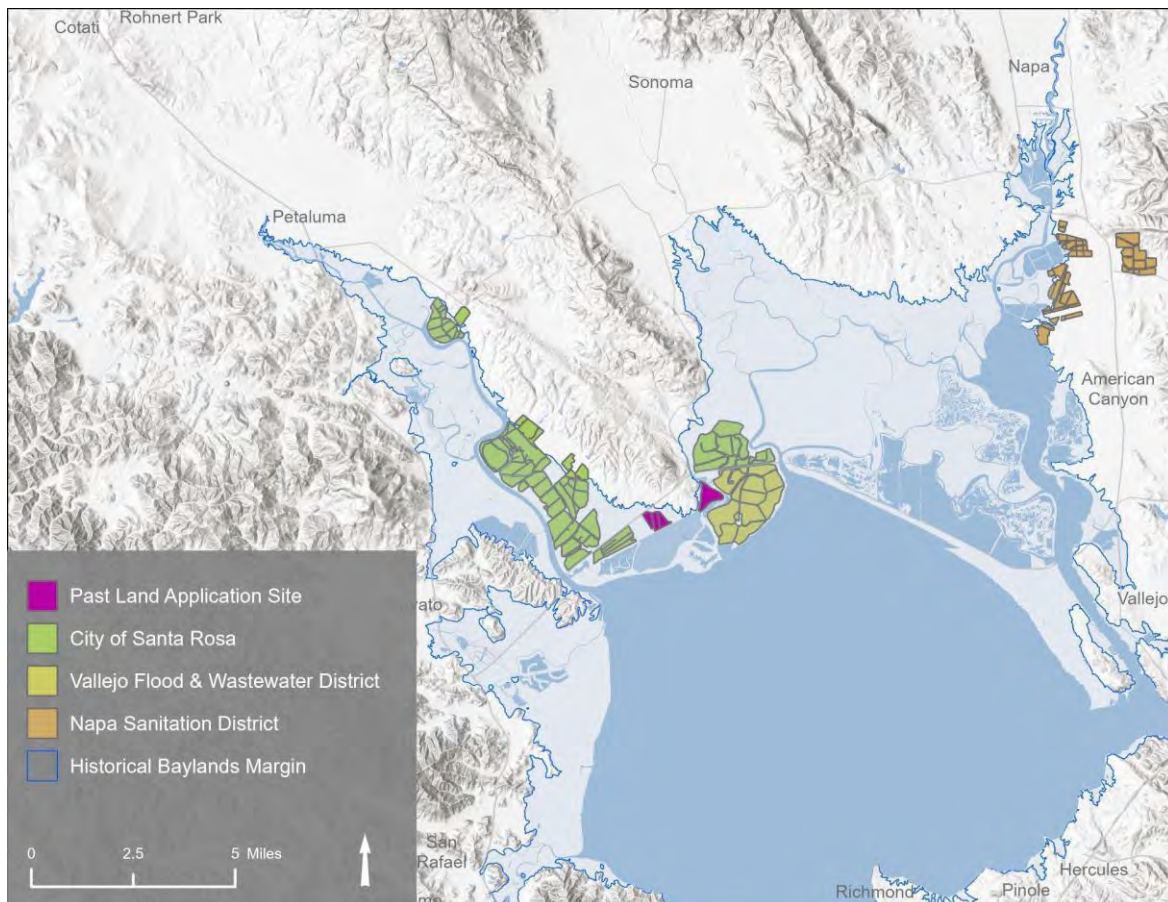 Rohnert Park
Cotati
Sonoma
Napa
Petaluma
American
Canyon
Vallejo
vato
San
Rafael
Hercules
Pinole
Richmond
Past Land Application Site
City of Santa Rosa
Vallejo Flood & Wastewater District
Napa Sanitation District
Historical Baylands Margin
0 2.5 5 Miles